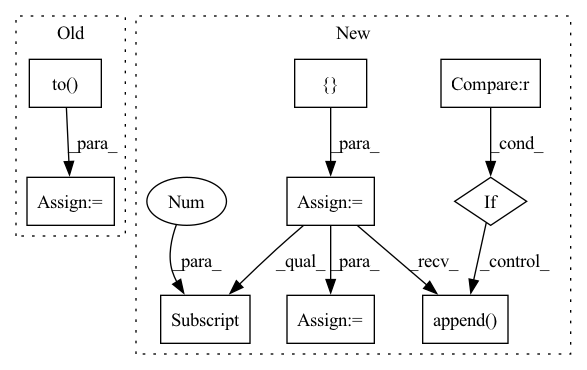 Old
New
to()
{}
Compare:r
_para_
_para_
_cond_
Assign:=
Num
Assign:=
If
_para_
_qual_
_para_
_recv_
_control_
Subscript
Assign:=
append()